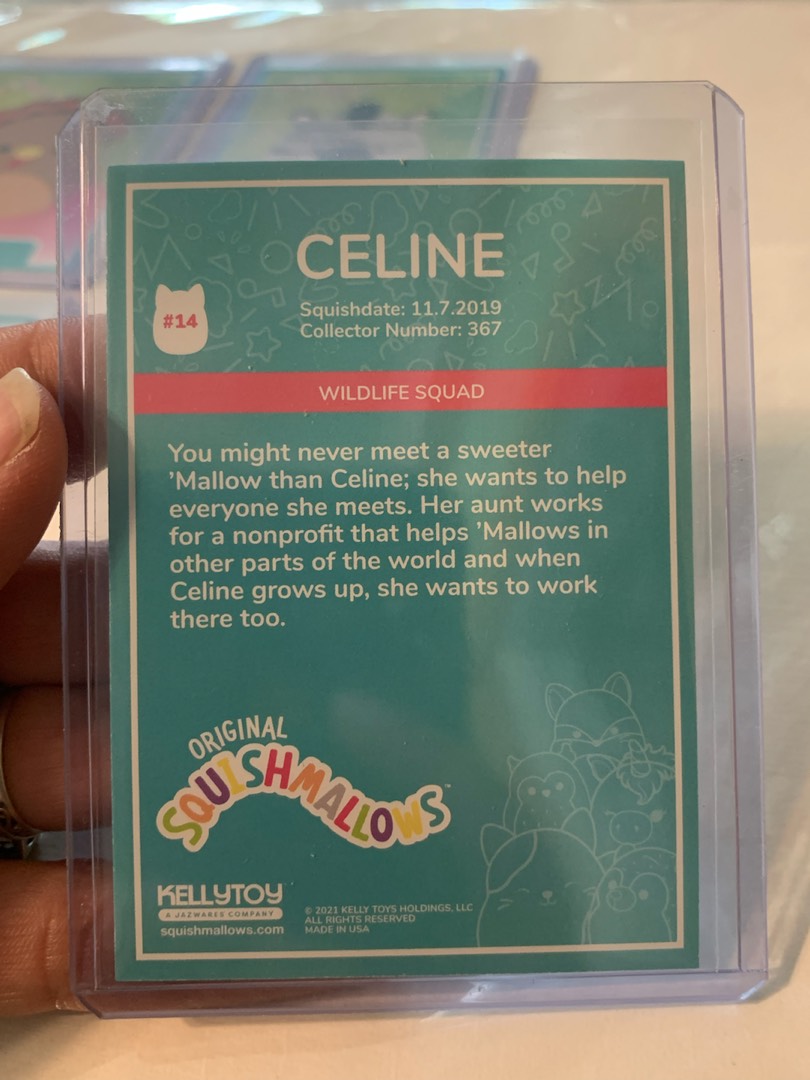 CELINE
Squishdate: 11.7.2019
Collector Number: 367
#14
WILDLIFE SQUAD
You might never meet a sweeter
’Mallow than Celine; she wants to help
everyone she meets. Her aunt works
for a nonprofit that helps ’Mallows in
other parts of the world and when
Celine grows up, she wants to work
there too.
ORIGINAL
SQUISHMALLOWS™
KELLYTOY
A JAZWARES COMPANY
squishmallows.com
© 2021 KELLY TOYS HOLDINGS, LLC
ALL RIGHTS RESERVED
MADE IN USA